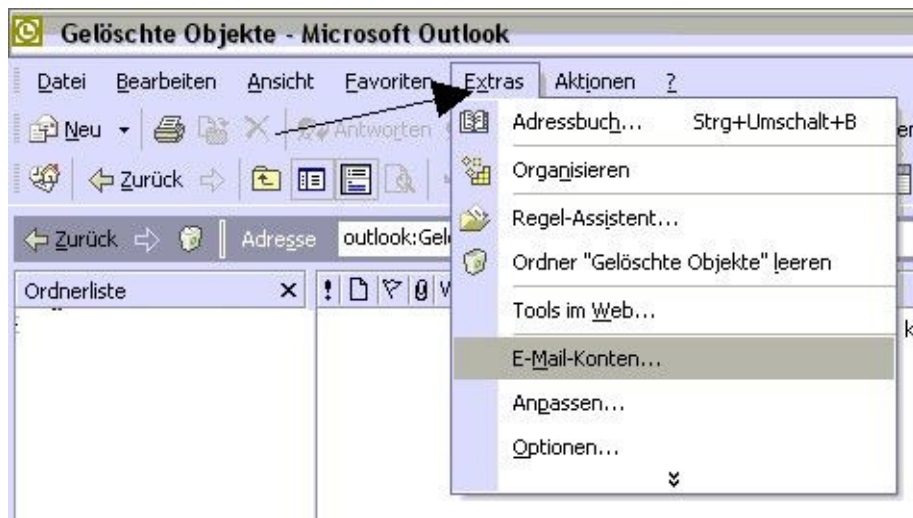 Gelöschte Objekte - Microsoft Outlook
Datei Bearbeiten Ansicht Favoriten Extras Aktionen ?
Neu Antworten
Zurück
Zurück Adresse outlook:Gel
Ordnerliste
Adressbuch... Strg+Umschalt+B
Organisieren
Regel-Assistent...
Ordner "Gelöschte Objekte" leeren
Tools im Web...
E-Mail-Konten...
Anpassen...
Optionen...